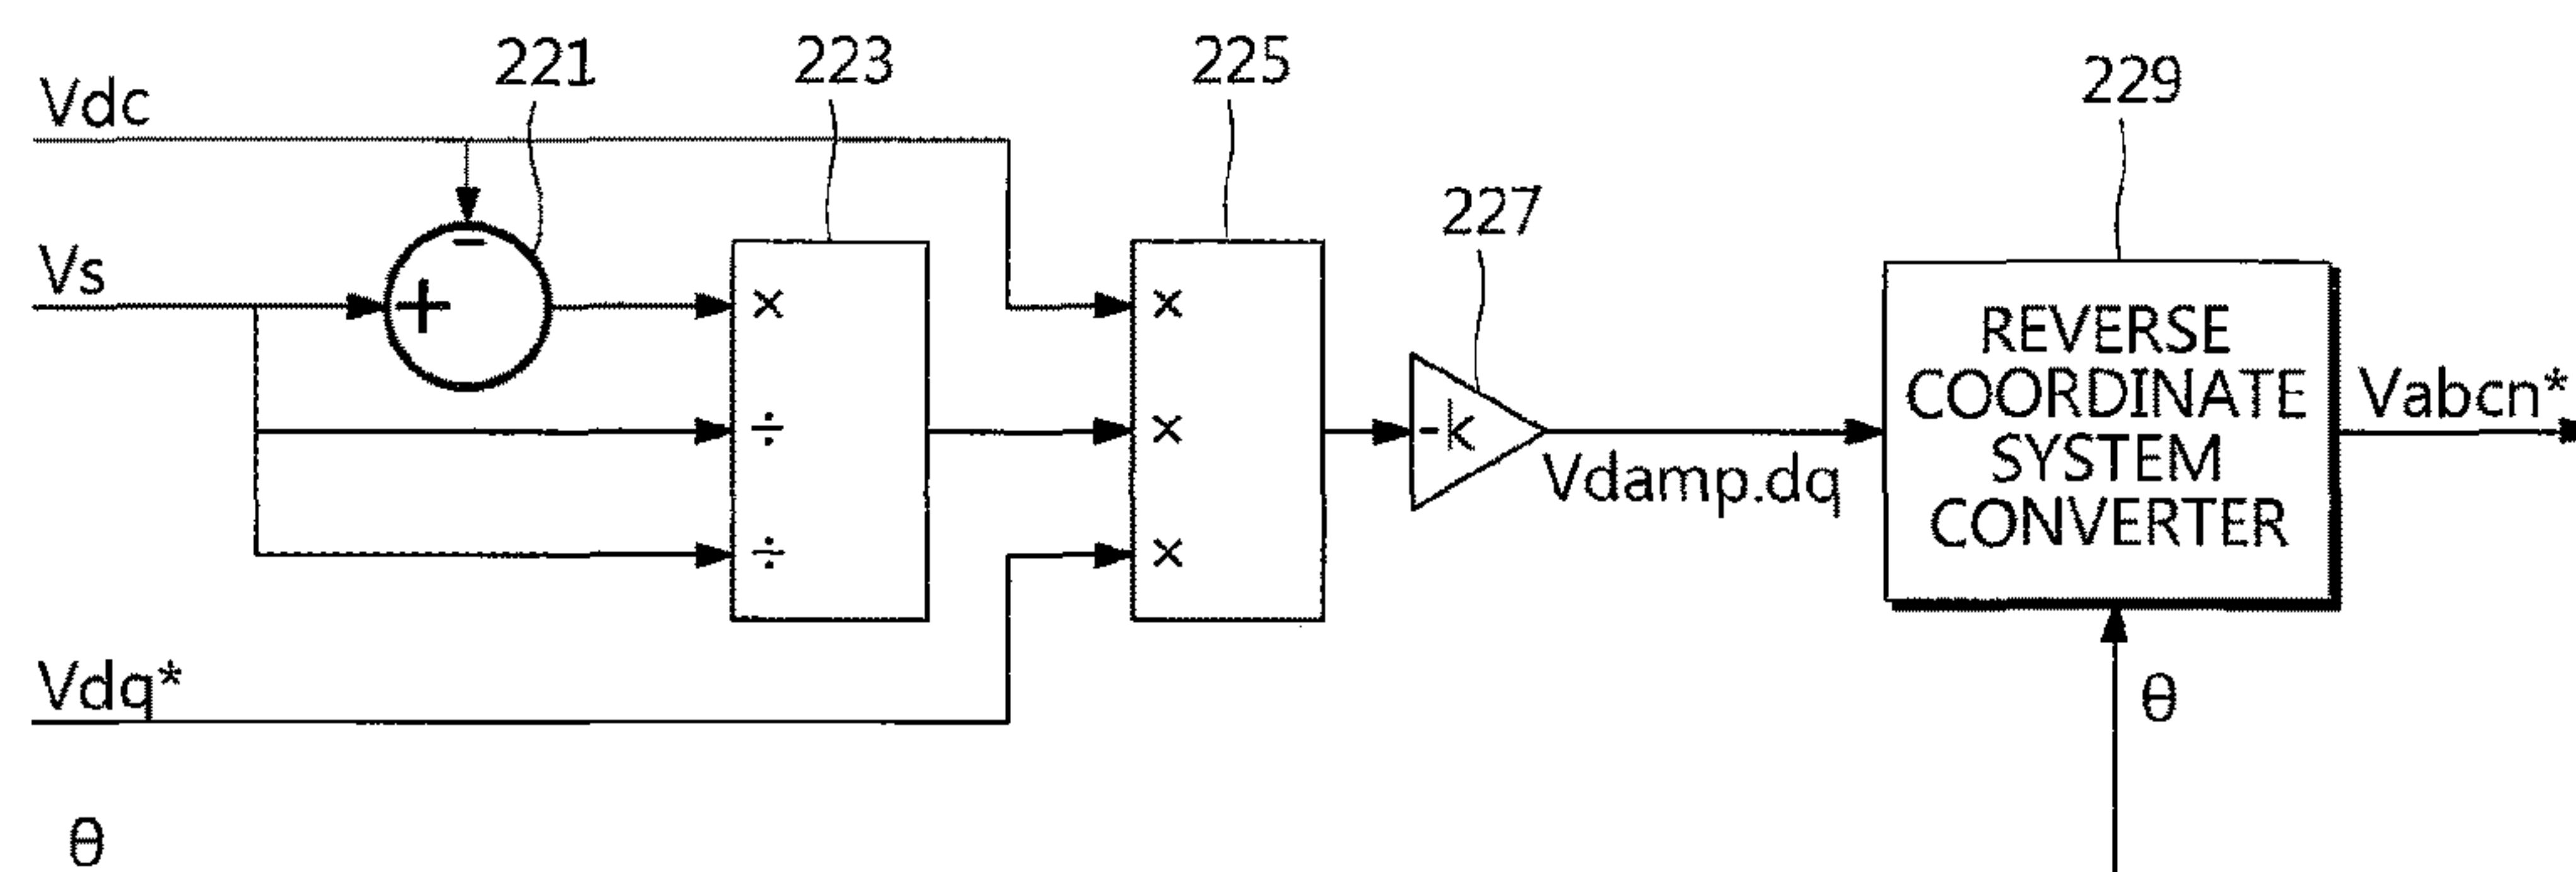 221
223
225
229
Vdc
227
Vs
+
-
×
÷
÷
×
×
×
-k
REVERSE
COORDINATE
SYSTEM
CONVERTER
Vabcn*
Vdamp.dq
Vdq*
θ
θ